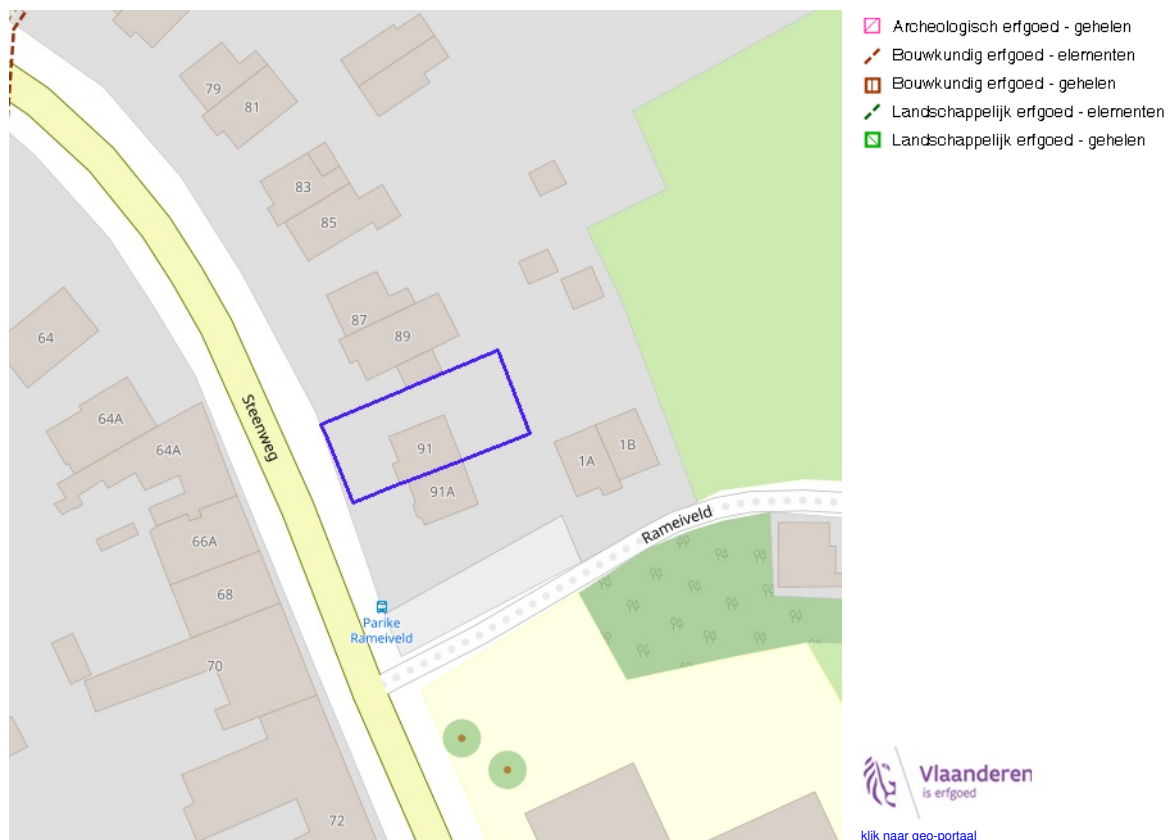 79
81
83
85
87
89
64
64A
64A
91
91A
1A
1B
66A
68
70
72
Steenweg
Rameiveld
Parike
Rameiveld
Archeologisch erfgoed - gehelen
Bouwkundig erfgoed - elementen
Bouwkundig erfgoed - gehelen
Landschappelijk erfgoed - elementen
Landschappelijk erfgoed - gehelen
Vlaanderen
is erfgoed
klik naar geo-portaal